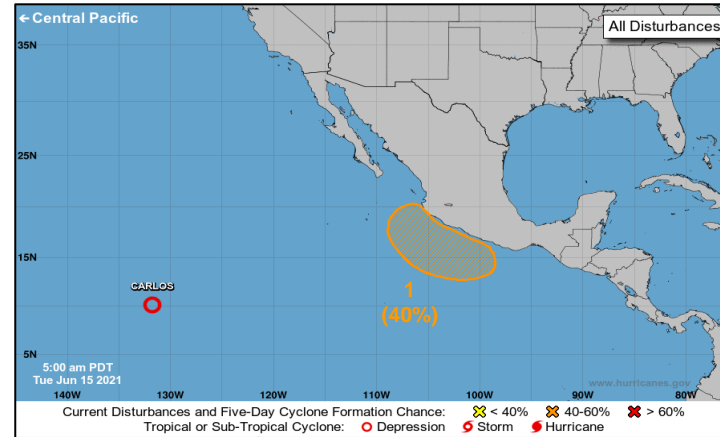 ← Central Pacific
All Disturbances
35N
25N
15N
5N
CARLOS
1
(40%)
5:00 am PDT
Tue Jun 15 2021
www.hurricanes.gov
140W 130W 120W 110W 100W 90W 80W
Current Disturbances and Five-Day Cyclone Formation Chance: < 40% 40-60% > 60%
Tropical or Sub-Tropical Cyclone: Depression Storm Hurricane